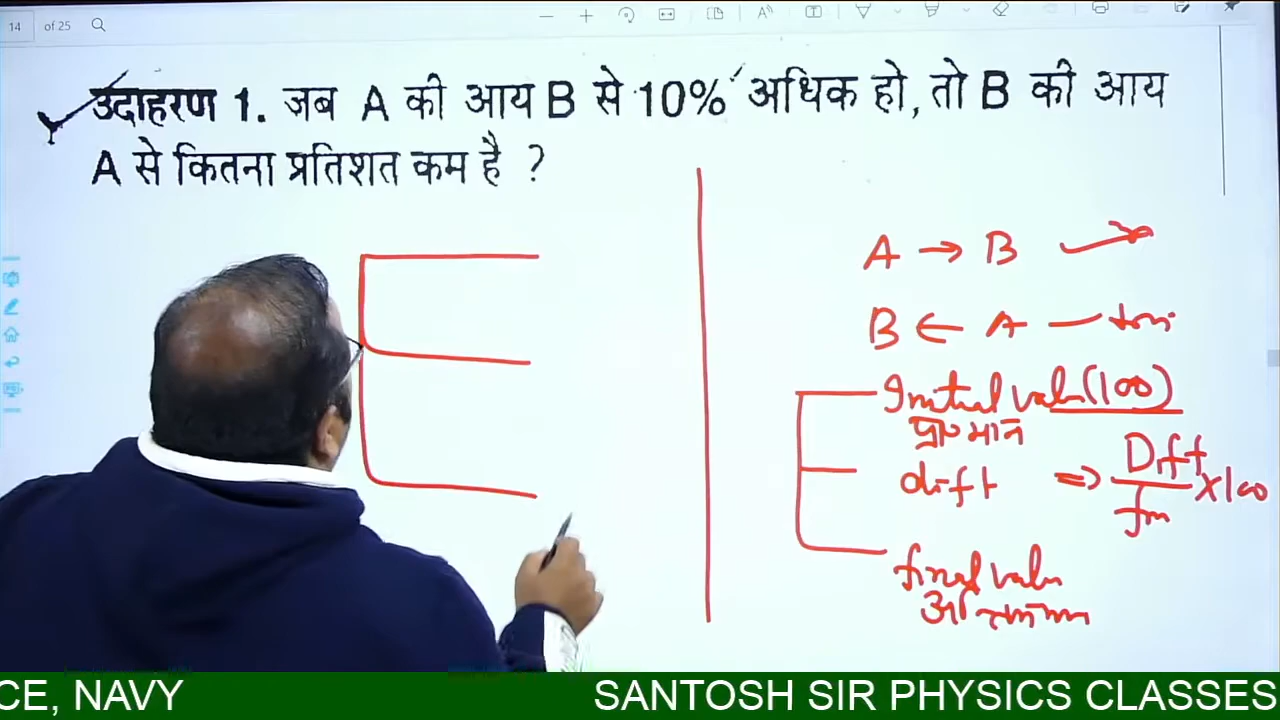 14 of 25
उदाहरण 1. जब A की आय B से 10% अधिक हो, तो B की आय
A से कितना प्रतिशत कम है ?
A → B
B ← A
Initial value (100)
प्रा० मान
diff ⇒ Diff × 100
final value
CE, NAVY
SANTOSH SIR PHYSICS CLASSES